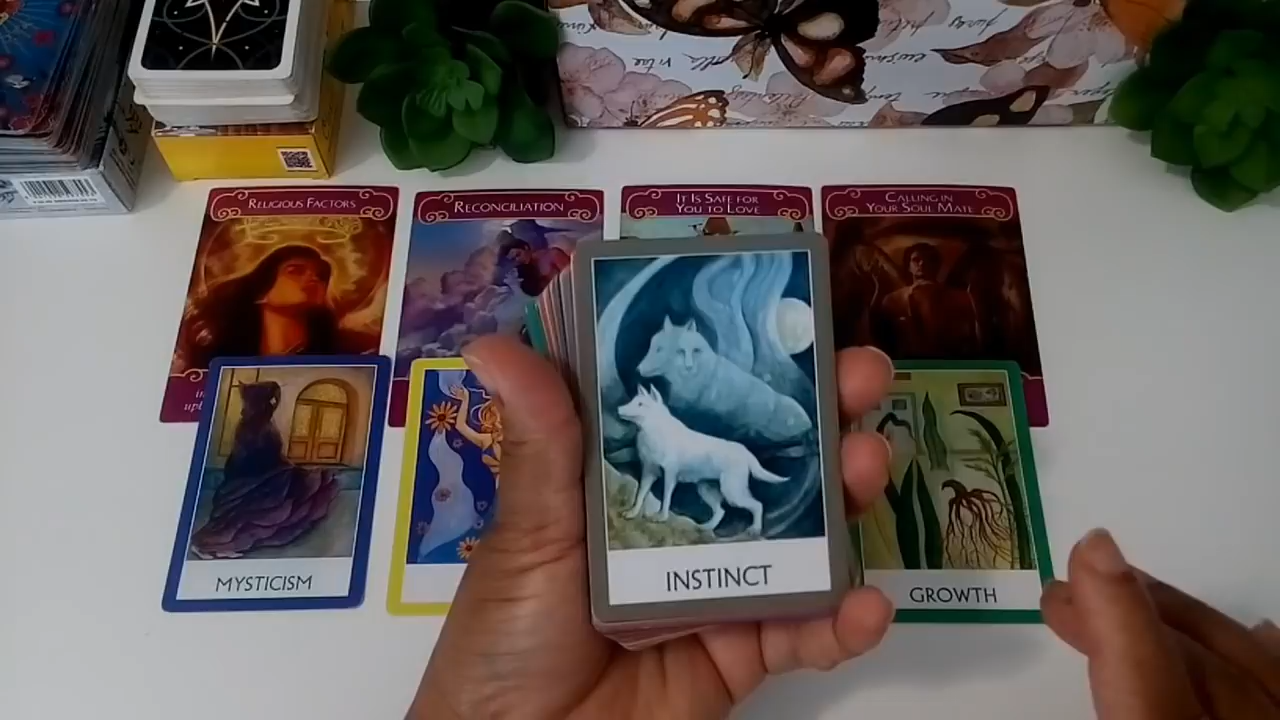 RELIGIOUS FACTORS
RECONCILIATION
IT IS SAFE FOR
YOU TO LOVE
CALLING IN
YOUR SOUL MATE
MYSTICISM
INSTINCT
GROWTH